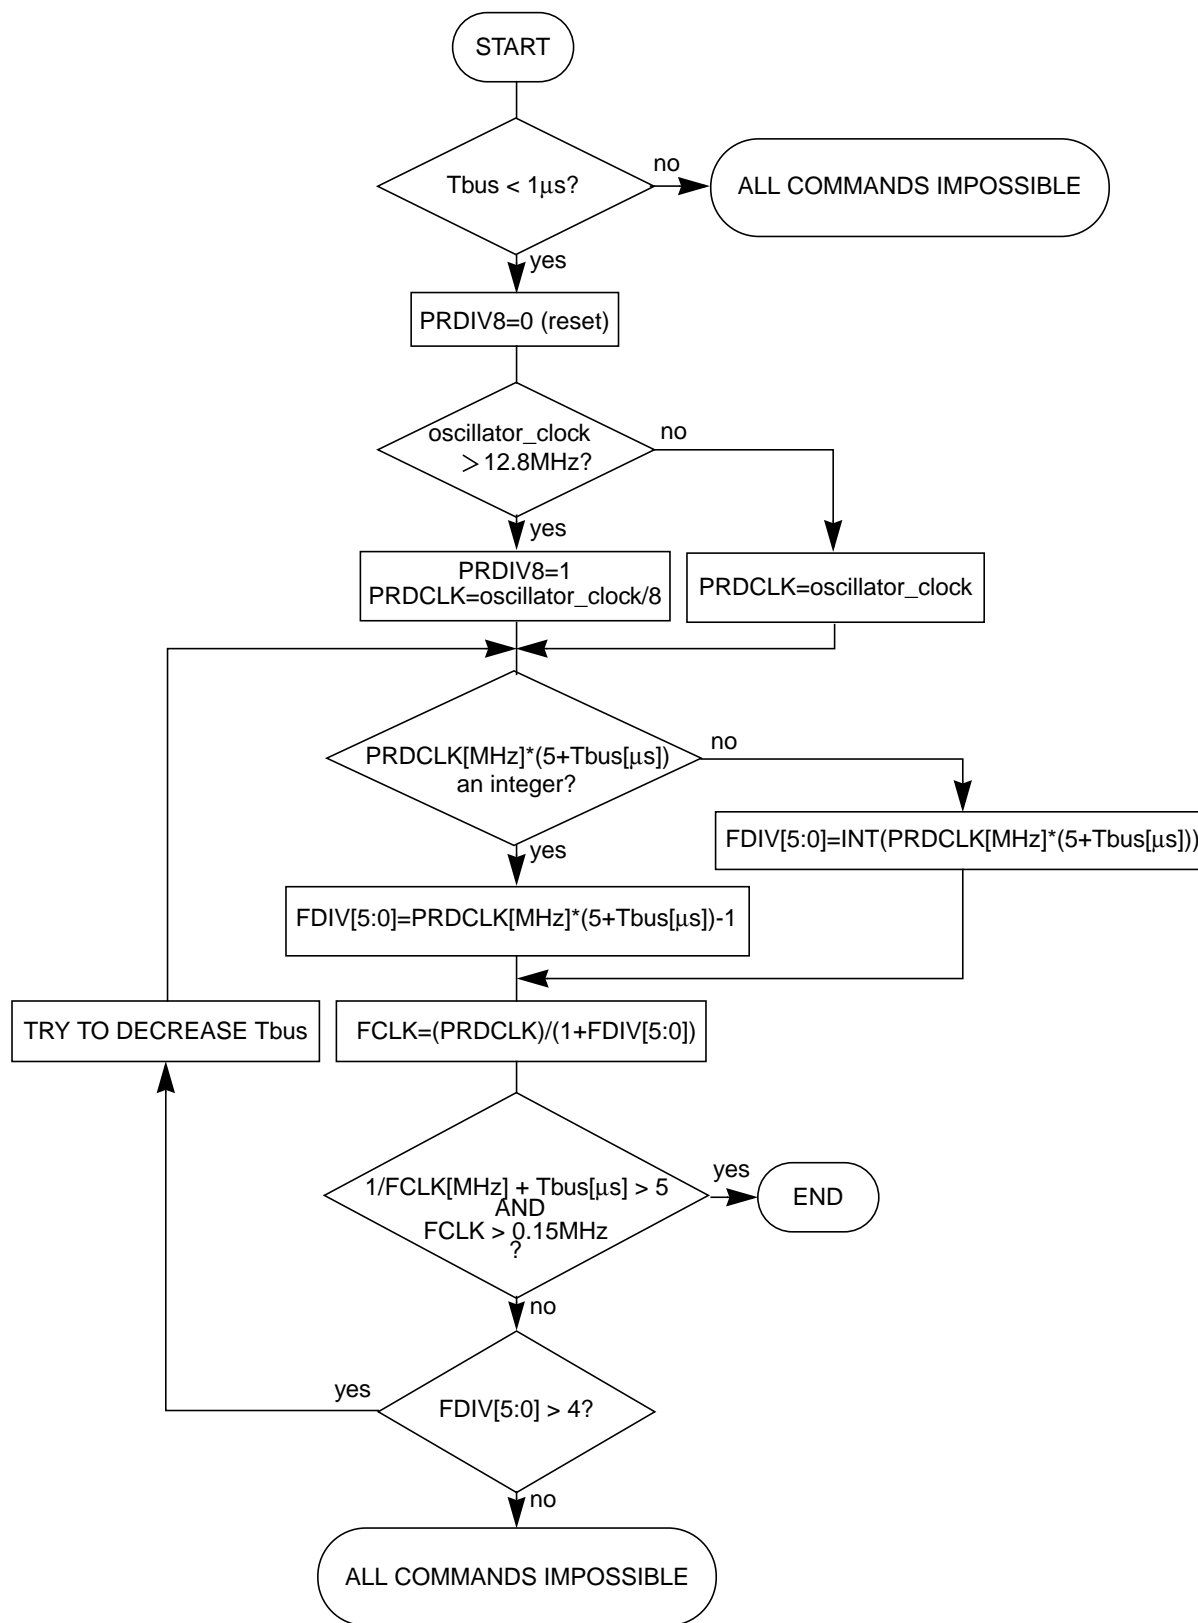 START
Tbus < 1μs?
no
ALL COMMANDS IMPOSSIBLE
yes
PRDIV8=0 (reset)
oscillator_clock
>12.8MHz?
no
yes
PRDIV8=1
PRDCLK=oscillator_clock/8
PRDCLK=oscillator_clock
PRDCLK[MHz]*(5+Tbus[μs])
an integer?
no
yes
FDIV[5:0]=INT(PRDCLK[MHz]*(5+Tbus[μs]))
FDIV[5:0]=PRDCLK[MHz]*(5+Tbus[μs])-1
TRY TO DECREASE Tbus
FCLK=(PRDCLK)/(1+FDIV[5:0])
1/FCLK[MHz] + Tbus[μs] > 5
AND
FCLK > 0.15MHz
?
yes
END
no
yes
FDIV[5:0] > 4?
no
ALL COMMANDS IMPOSSIBLE